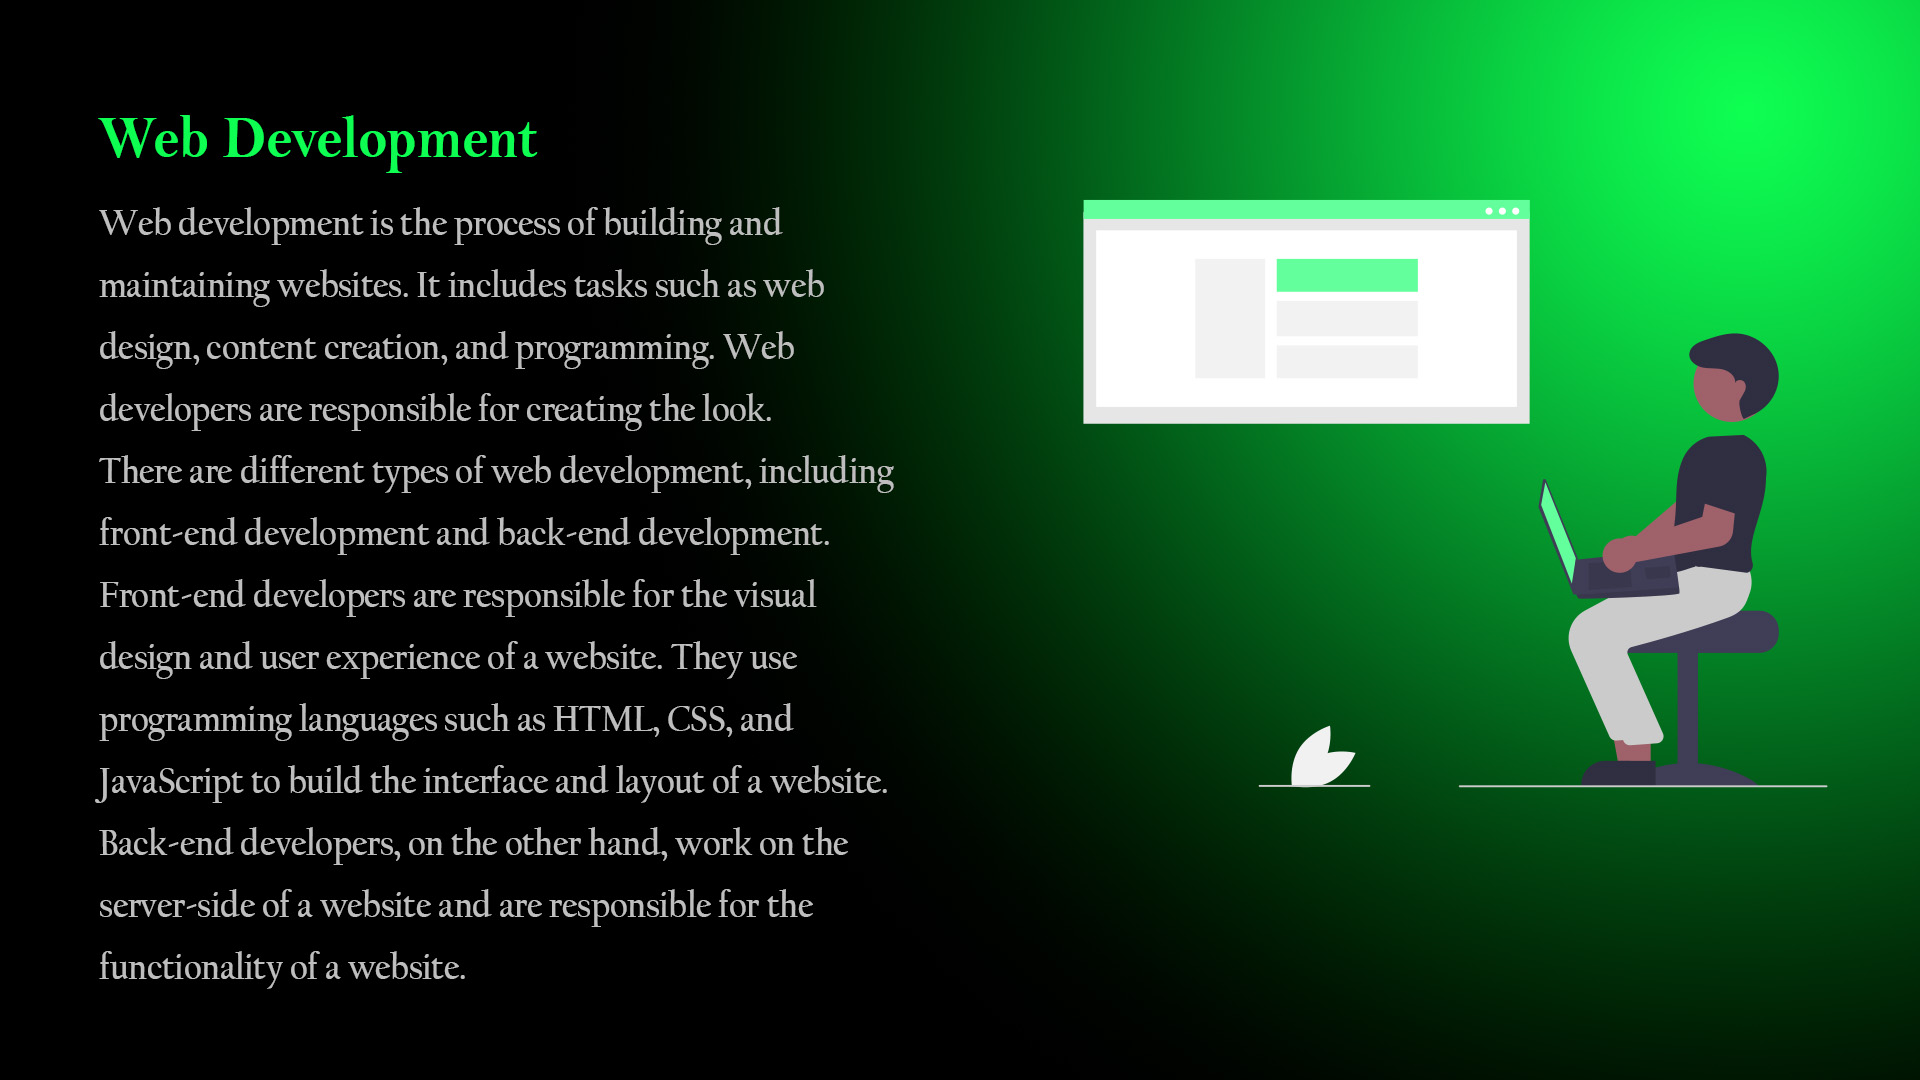 Web Development
Web development is the process of building and
maintaining websites. It includes tasks such as web
design, content creation, and programming. Web
developers are responsible for creating the look.
There are different types of web development, including
front-end development and back-end development.
Front-end developers are responsible for the visual
design and user experience of a website. They use
programming languages such as HTML, CSS, and
JavaScript to build the interface and layout of a website.
Back-end developers, on the other hand, work on the
server-side of a website and are responsible for the
functionality of a website.